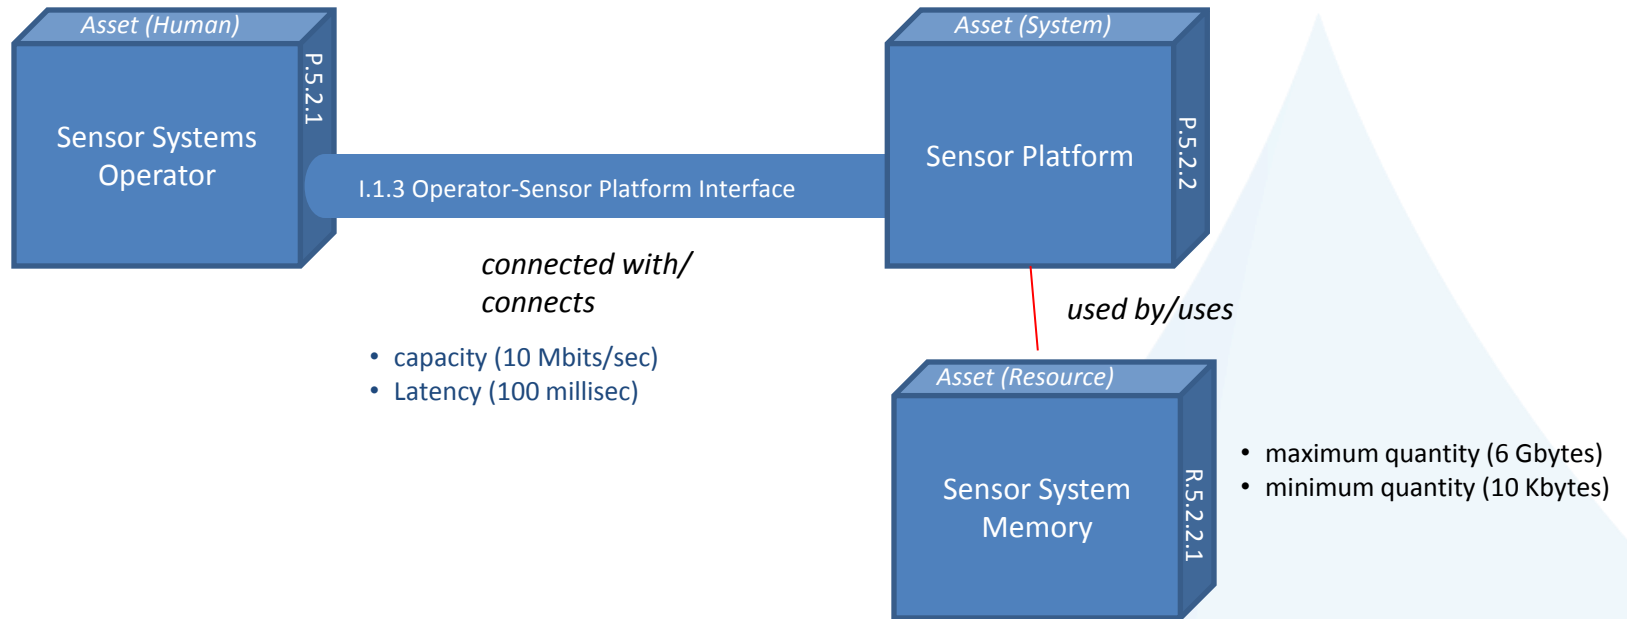 Asset (Human)
P.5.2.1
Sensor Systems
Operator
I.1.3 Operator-Sensor Platform Interface
Asset (System)
P.5.2.2
Sensor Platform
connected with/
connects
• capacity (10 Mbits/sec)
• Latency (100 millisec)
used by/uses
Asset (Resource)
R.5.2.2.1
Sensor System
Memory
• maximum quantity (6 Gbytes)
• minimum quantity (10 Kbytes)